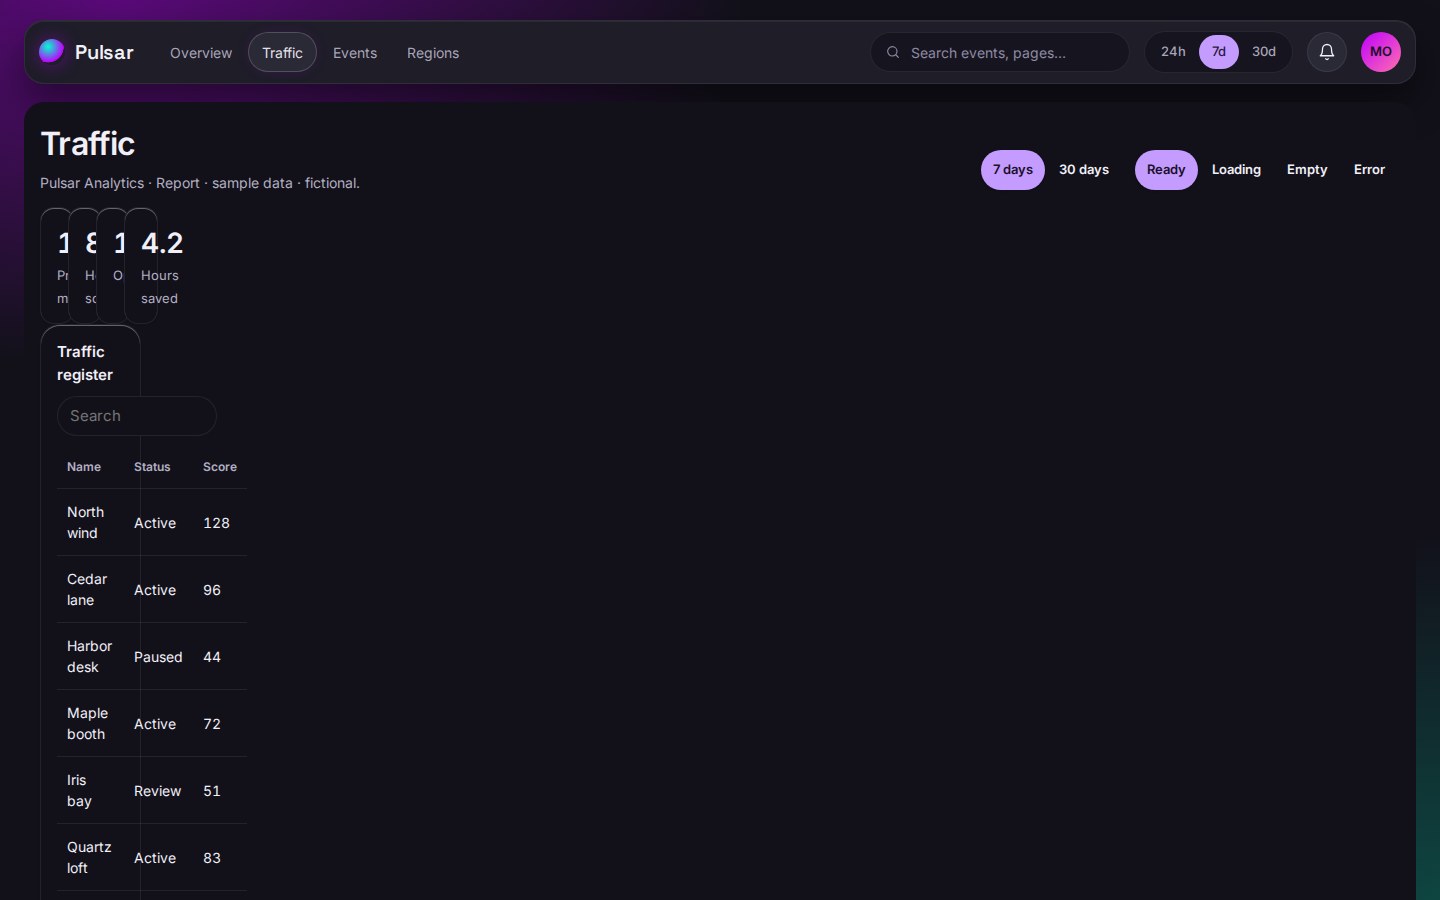 Pulsar
Overview
Traffic
Events
Regions
Search events, pages...
24h
7d
30d
MO
Traffic
Pulsar Analytics · Report · sample data · fictional.
7 days
30 days
Ready
Loading
Empty
Error
4.2
Hours
saved
Traffic
register
Search
Name Status Score
North
wind
Active 128
Cedar
lane
Active 96
Harbor
desk
Paused 44
Maple
booth
Active 72
Iris
bay
Review 51
Quartz
loft
Active 83